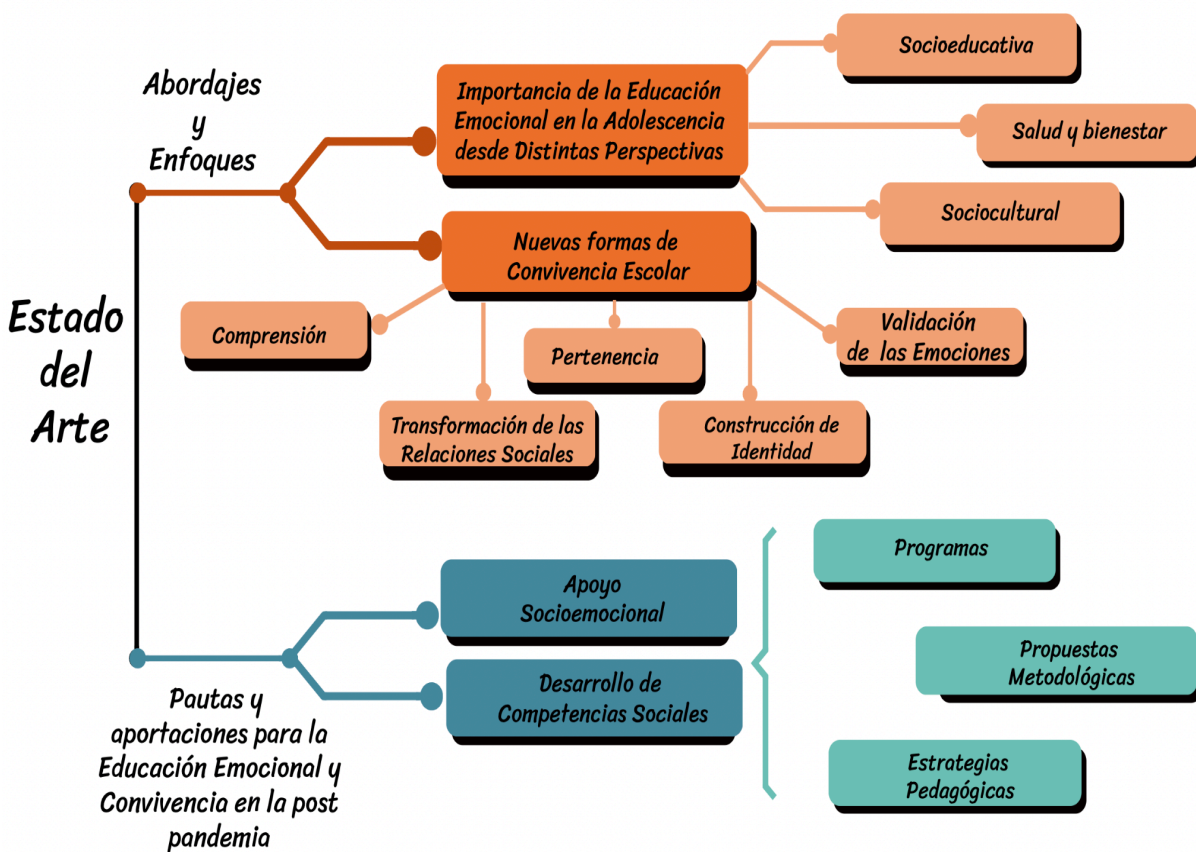 Estado
del
Arte
Abordajes
y
Enfoques
Importancia de la Educación
Emocional en la Adolescencia
desde Distintas Perspectivas
Socioeducativa
Salud y bienestar
Sociocultural
Nuevas formas de
Convivencia Escolar
Comprensión
Transformación de las
Relaciones Sociales
Pertenencia
Construcción de
Identidad
Validación
de las Emociones
Pautas y
aportaciones para la
Educación Emocional y
Convivencia en la post
pandemia
Apoyo
Socioemocional
Desarrollo de
Competencias Sociales
Programas
Propuestas
Metodológicas
Estrategias
Pedagógicas